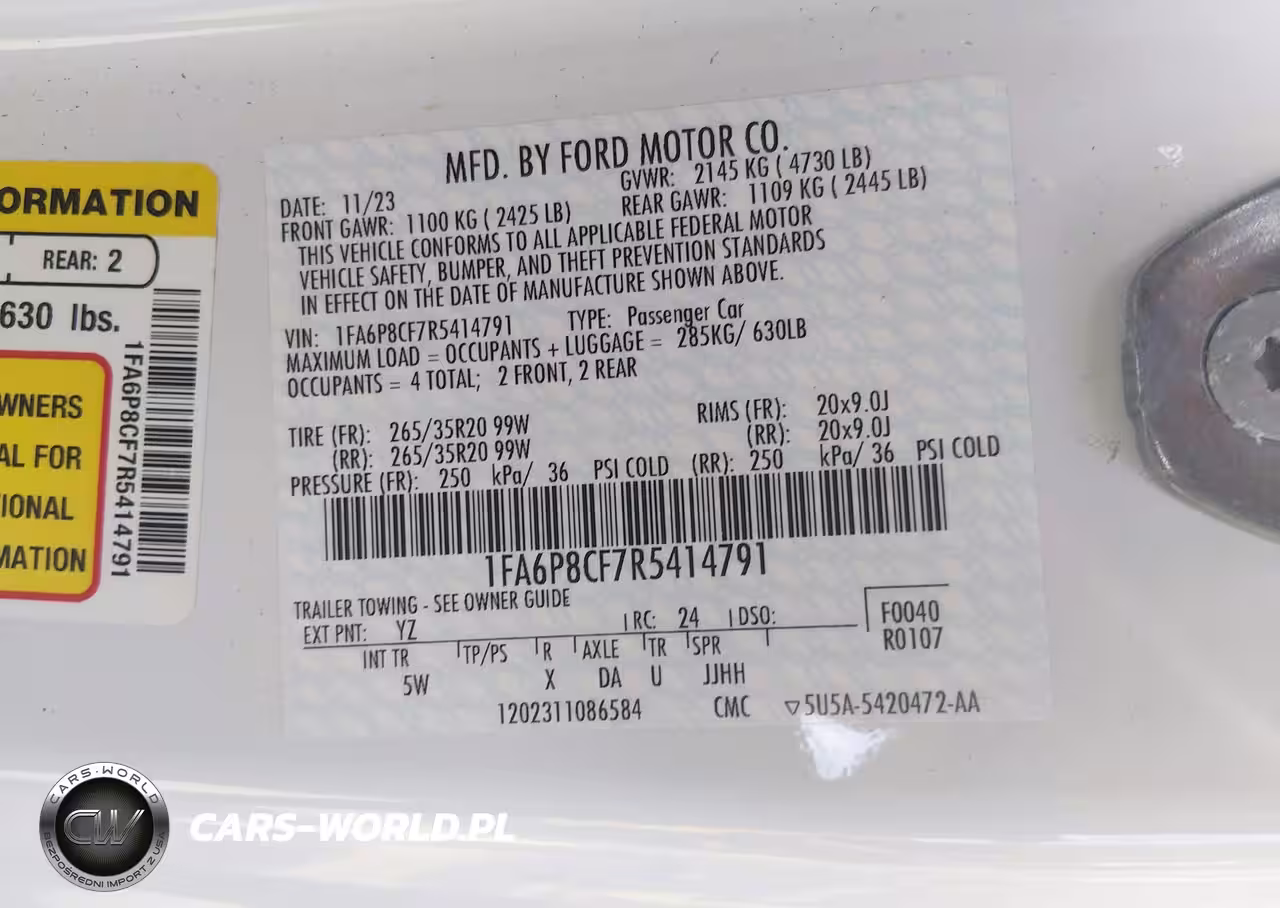 MFD. BY FORD MOTOR CO.
DATE: 11/23
GVWR: 2145 KG ( 4730 LB)
FRONT GAWR: 1100 KG ( 2425 LB)
REAR GAWR: 1109 KG ( 2445 LB)
THIS VEHICLE CONFORMS TO ALL APPLICABLE FEDERAL MOTOR
VEHICLE SAFETY, BUMPER, AND THEFT PREVENTION STANDARDS
IN EFFECT ON THE DATE OF MANUFACTURE SHOWN ABOVE.
VIN: 1FA6P8CF7R5414791 TYPE: Passenger Car
MAXIMUM LOAD = OCCUPANTS + LUGGAGE = 285KG/ 630LB
OCCUPANTS = 4 TOTAL; 2 FRONT, 2 REAR
TIRE (FR): 265/35R20 99W RIMS (FR): 20x9.0J
(RR): 265/35R20 99W (RR): 20x9.0J
PRESSURE (FR): 250 kPa/ 36 PSI COLD (RR): 250 kPa/ 36 PSI COLD
1FA6P8CF7R5414791
TRAILER TOWING - SEE OWNER GUIDE
EXT PNT: YZ RC: 24 DSO: F0040
R0107
INT TR TP/PS R AXLE TR SPR
5W X DA U JJHH
1202311086584 CMC ▽5U5A-5420472-AA
ORMATION
REAR: 2
630 lbs.
WNERS
AL FOR
IONAL
MATION
1FA6P8CF7R5414791
CARS-WORLD
CW
BEZPOŚREDNI IMPORT Z USA
CARS-WORLD.PL